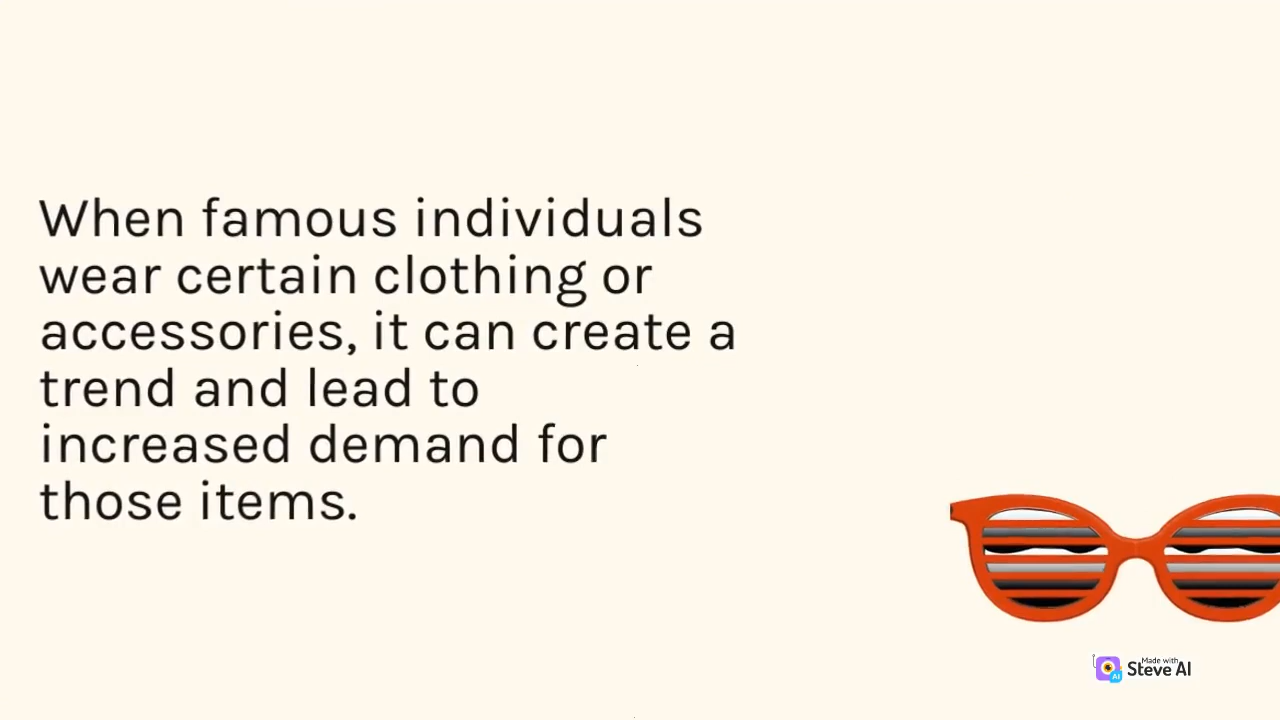 When famous individuals
wear certain clothing or
accessories, it can create a
trend and lead to
increased demand for
those items.
Made with
Steve AI
AI